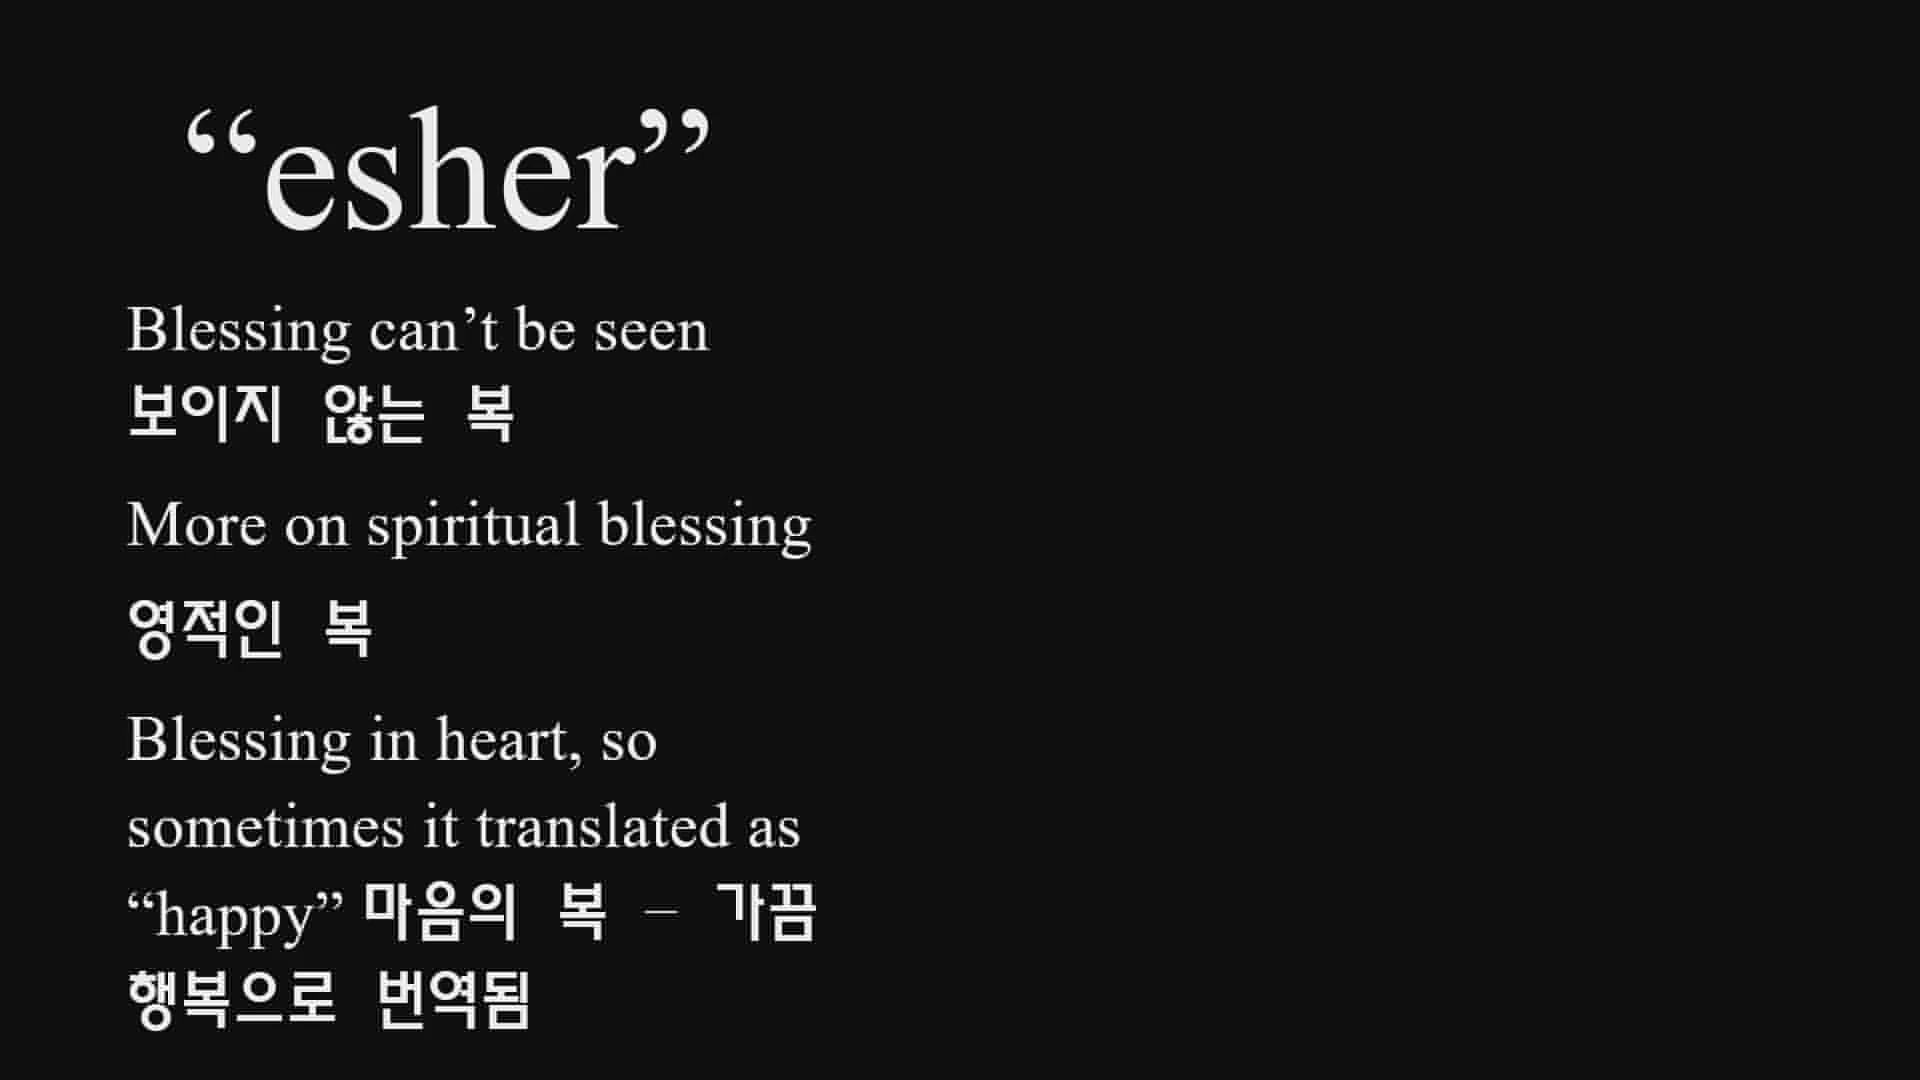 “esher”
Blessing can’t be seen
보이지 않는 복
More on spiritual blessing
영적인 복
Blessing in heart, so
sometimes it translated as
“happy” 마음의 복 – 가끔
행복으로 번역됨